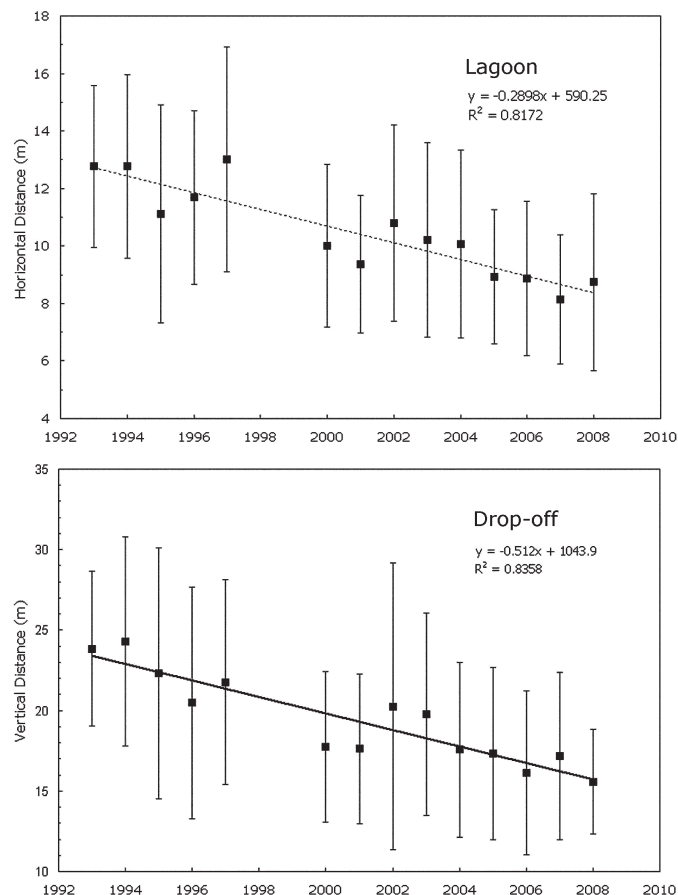 18
16
14
12
10
8
6
4
Horizontal Distance (m)
Lagoon
y = -0.2898x + 590.25
R² = 0.8172
1992 1994 1996 1998 2000 2002 2004 2006 2008 2010
35
30
25
20
15
10
Vertical Distance (m)
Drop-off
y = -0.512x + 1043.9
R² = 0.8358
1992 1994 1996 1998 2000 2002 2004 2006 2008 2010